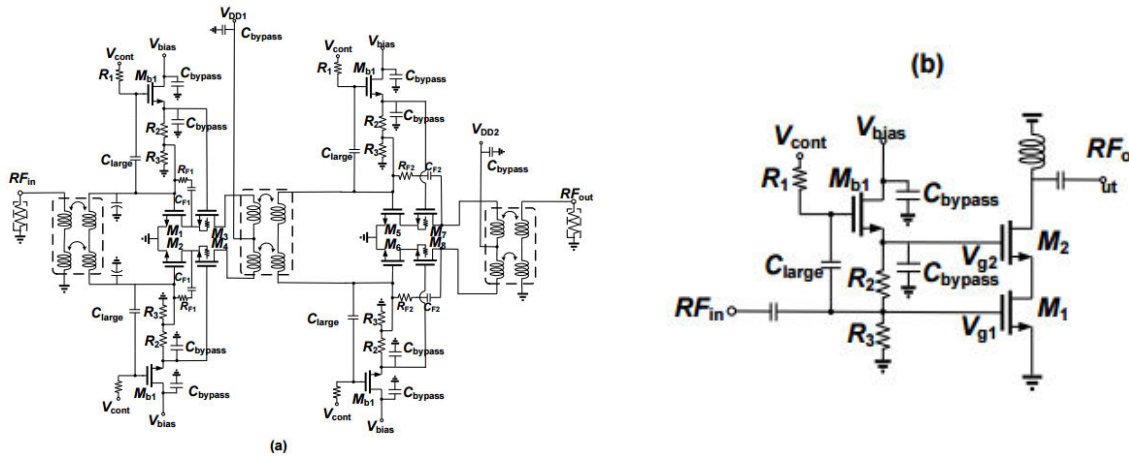 VDD1
Cbypass
Vcont
Vbias
R1
Mb1
Cbypass
Cbypass
R2
R3
Clarge
RF1
CF1
RFin
M1
M2
M3
M4
CF1
RF1
Clarge
R3
R2
Cbypass
Cbypass
Mb1
Vcont
Vbias
Vcont
Vbias
R1
Mb1
Cbypass
Cbypass
R2
R3
Clarge
RF2
CF2
VDD2
Cbypass
RFout
M5
M6
M7
M8
RF2
CF2
Clarge
R3
R2
Cbypass
Cbypass
Mb1
Vcont
Vbias
(a)
(b)
Vcont
Vbias
R1
Mb1
Cbypass
RFo
ut
Clarge
R2
Cbypass
Vg2
M2
RFin
R3
Vg1
M1